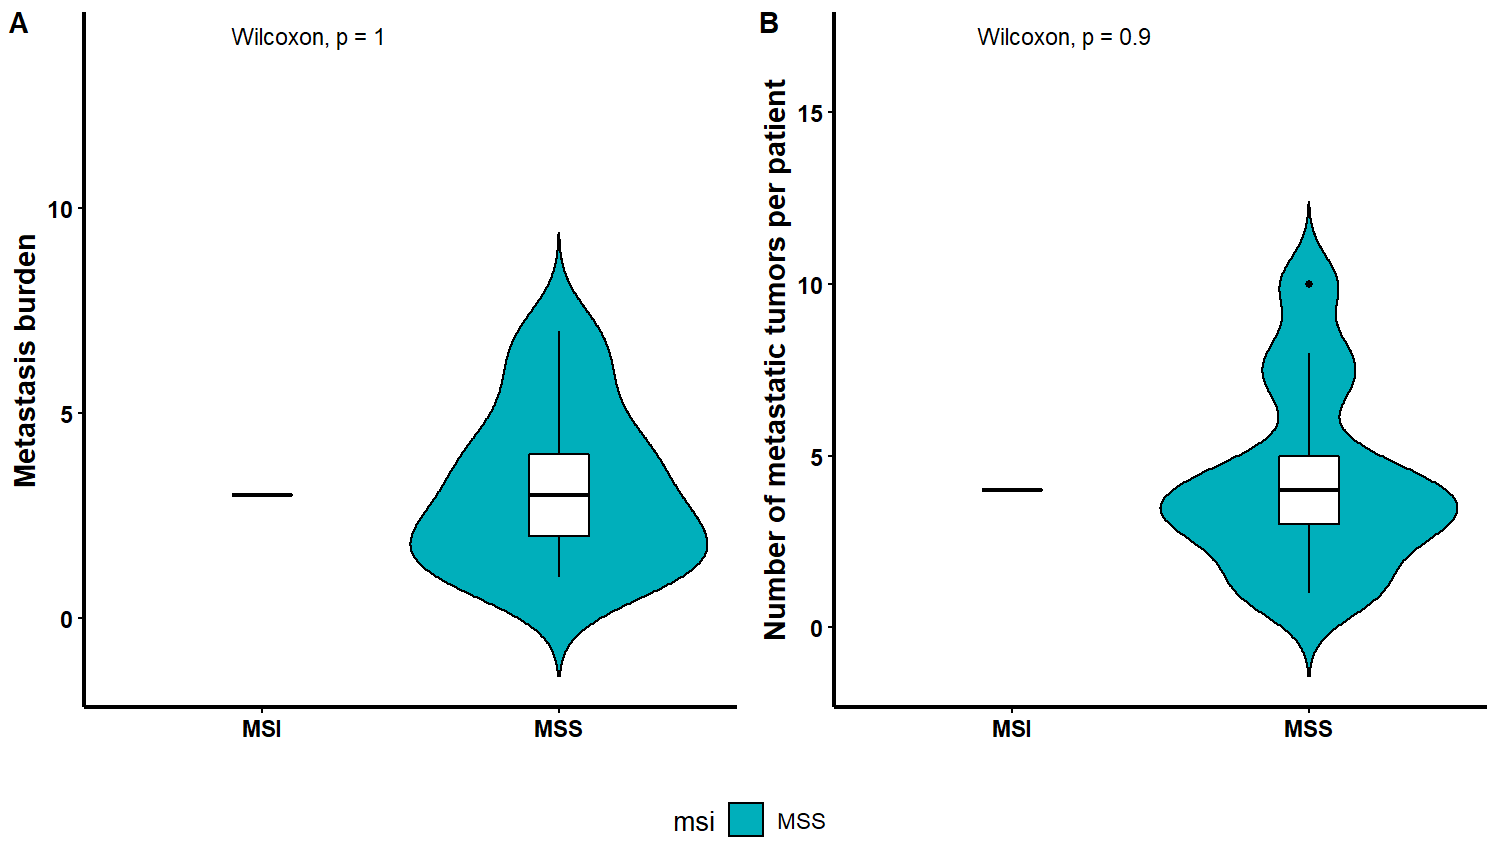 A
Wilcoxon, p = 1
Metastasis burden
10
5
0
MSI
MSS
B
Wilcoxon, p = 0.9
Number of metastatic tumors per patient
15
10
5
0
MSI
MSS
msi
MSS